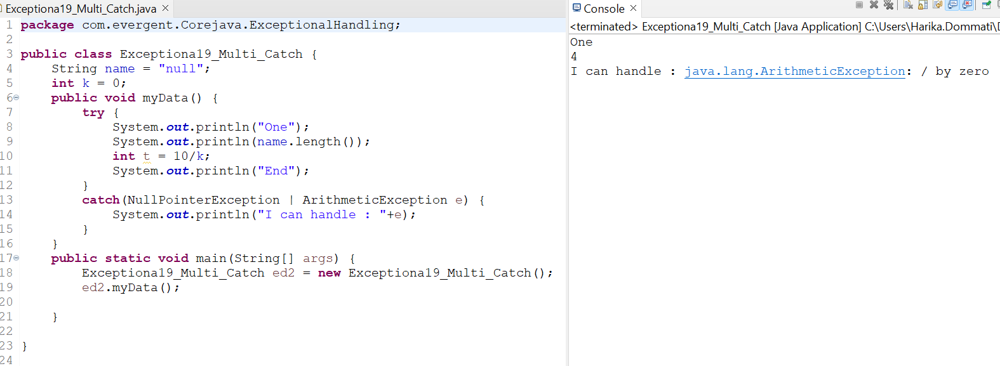 Exceptiona19_Multi_Catch.java
1 package com.evergent.Corejava.ExceptionalHandling;
2
3 public class Exceptiona19_Multi_Catch {
4 String name = "null";
5 int k = 0;
6 public void myData() {
7 try {
8 System.out.println("One");
9 System.out.println(name.length());
10 int t = 10/k;
11 System.out.println("End");
12 }
13 catch(NullPointerException | ArithmeticException e) {
14 System.out.println("I can handle : "+e);
15 }
16 }
17 public static void main(String[] args) {
18 Exceptiona19_Multi_Catch ed2 = new Exceptiona19_Multi_Catch();
19 ed2.myData();
20
21 }
22
23 }
24
Console
<terminated> Exceptiona19_Multi_Catch [Java Application] C:\Users\Harika.Dommati\
One
4
I can handle : java.lang.ArithmeticException: / by zero